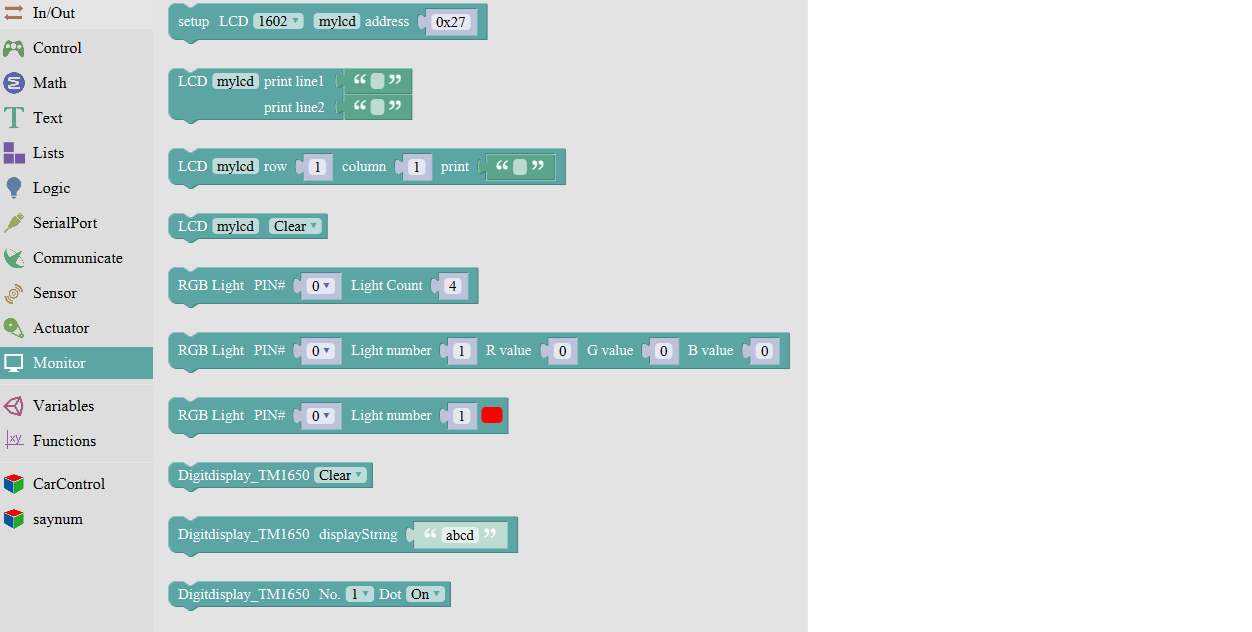 In/Out
Control
Math
Text
Lists
Logic
SerialPort
Communicate
Sensor
Actuator
Monitor
Variables
xy Functions
CarControl
saynum
setup LCD 1602 mylcd address 0x27
LCD mylcd print line1 “ ”
print line2 “ ”
LCD mylcd row 1 column 1 print “ ”
LCD mylcd Clear
RGB Light PIN# 0 Light Count 4
RGB Light PIN# 0 Light number 1 R value 0 G value 0 B value 0
RGB Light PIN# 0 Light number 1
Digitdisplay_TM1650 Clear
Digitdisplay_TM1650 displayString “ abcd ”
Digitdisplay_TM1650 No. 1 Dot On